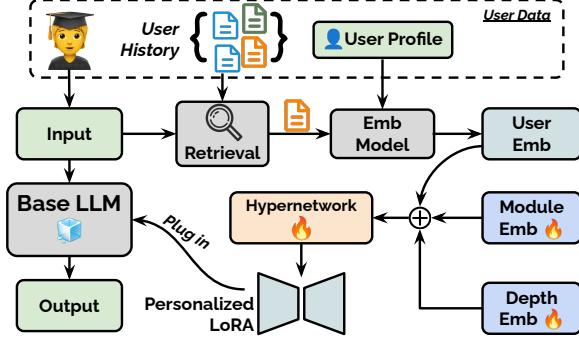 User Data
User
History
User Profile
Input
Retrieval
Emb
Model
User
Emb
Base LLM
Plug in
Hypernetwork
Module
Emb
Output
Personalized
LoRA
Depth
Emb